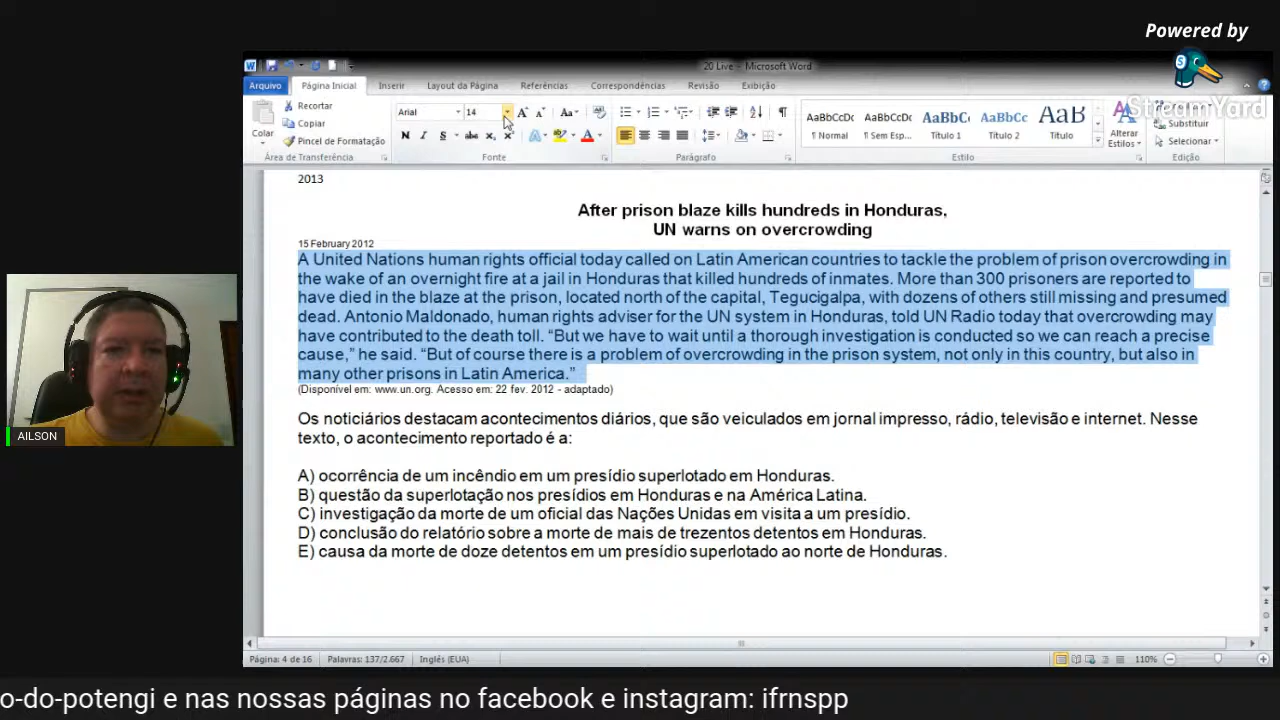 Powered by
StreamYard
20 Live - Microsoft Word
Arquivo
Página Inicial
Inserir
Layout da Página
Referências
Correspondências
Revisão
Exibição
Colar
Recortar
Copiar
Pincel de Formatação
Área de Transferência
Arial
14
Fonte
Parágrafo
AaBbCcDc
¶ Normal
AaBbCcDc
¶ Sem Esp...
AaBbC
Título 1
AaBbCc
Título 2
AaB
Título
Alterar
Estilos
Estilo
Substituir
Selecionar
Edição
2013
After prison blaze kills hundreds in Honduras,
UN warns on overcrowding
15 February 2012
A United Nations human rights official today called on Latin American countries to tackle the problem of prison overcrowding in
the wake of an overnight fire at a jail in Honduras that killed hundreds of inmates. More than 300 prisoners are reported to
have died in the blaze at the prison, located north of the capital, Tegucigalpa, with dozens of others still missing and presumed
dead. Antonio Maldonado, human rights adviser for the UN system in Honduras, told UN Radio today that overcrowding may
have contributed to the death toll. “But we have to wait until a thorough investigation is conducted so we can reach a precise
cause,” he said. “But of course there is a problem of overcrowding in the prison system, not only in this country, but also in
many other prisons in Latin America.”
(Disponível em: www.un.org. Acesso em: 22 fev. 2012 - adaptado)
Os noticiários destacam acontecimentos diários, que são veiculados em jornal impresso, rádio, televisão e internet. Nesse
texto, o acontecimento reportado é a:
A) ocorrência de um incêndio em um presídio superlotado em Honduras.
B) questão da superlotação nos presídios em Honduras e na América Latina.
C) investigação da morte de um oficial das Nações Unidas em visita a um presídio.
D) conclusão do relatório sobre a morte de mais de trezentos detentos em Honduras.
E) causa da morte de doze detentos em um presídio superlotado ao norte de Honduras.
AILSON
Página: 4 de 16
Palavras: 137/2.667
Inglês (EUA)
110%
o-do-potengi e nas nossas páginas no facebook e instagram: ifrnspp